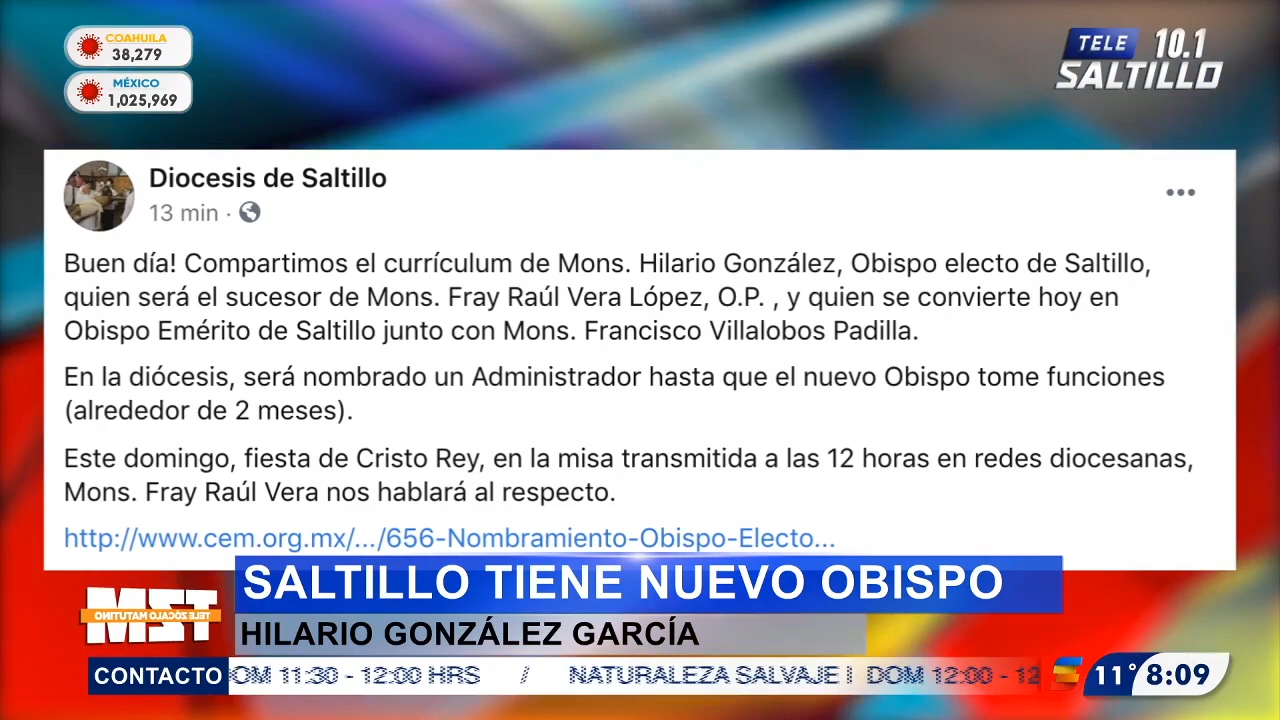 COAHUILA
38,279
MÉXICO
1,025,969
TELE 10.1
SALTILLO
Diocesis de Saltillo
13 min ·
Buen día! Compartimos el currículum de Mons. Hilario González, Obispo electo de Saltillo,
quien será el sucesor de Mons. Fray Raúl Vera López, O.P. , y quien se convierte hoy en
Obispo Emérito de Saltillo junto con Mons. Francisco Villalobos Padilla.
En la diócesis, será nombrado un Administrador hasta que el nuevo Obispo tome funciones
(alrededor de 2 meses).
Este domingo, fiesta de Cristo Rey, en la misa transmitida a las 12 horas en redes diocesanas,
Mons. Fray Raúl Vera nos hablará al respecto.
http://www.cem.org.mx/.../656-Nombramiento-Obispo-Electo...
SALTILLO TIENE NUEVO OBISPO
TELE ZÓCALO MATUTINO
HILARIO GONZÁLEZ GARCÍA
CONTACTO OM 11:30 - 12:00 HRS / NATURALEZA SALVAJE | DOM 12:00 - 12
11° 8:09